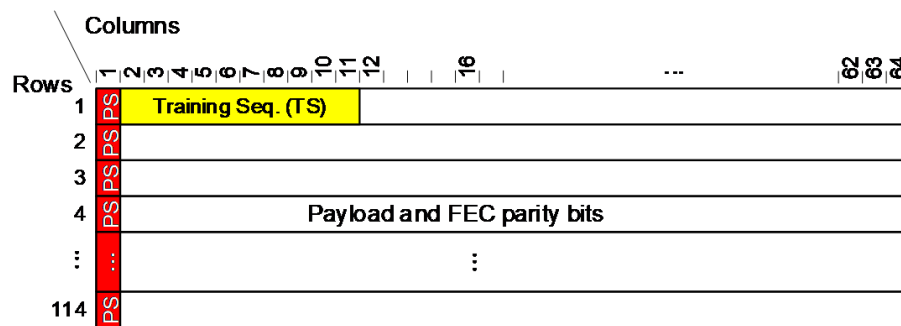 Columns
1 2 3 4 5 6 7 8 9 10 11 12 16 ... 62 63 64
Rows
1 PS Training Seq. (TS)
2 PS
3 PS
4 PS Payload and FEC parity bits
... ... ...
114 PS